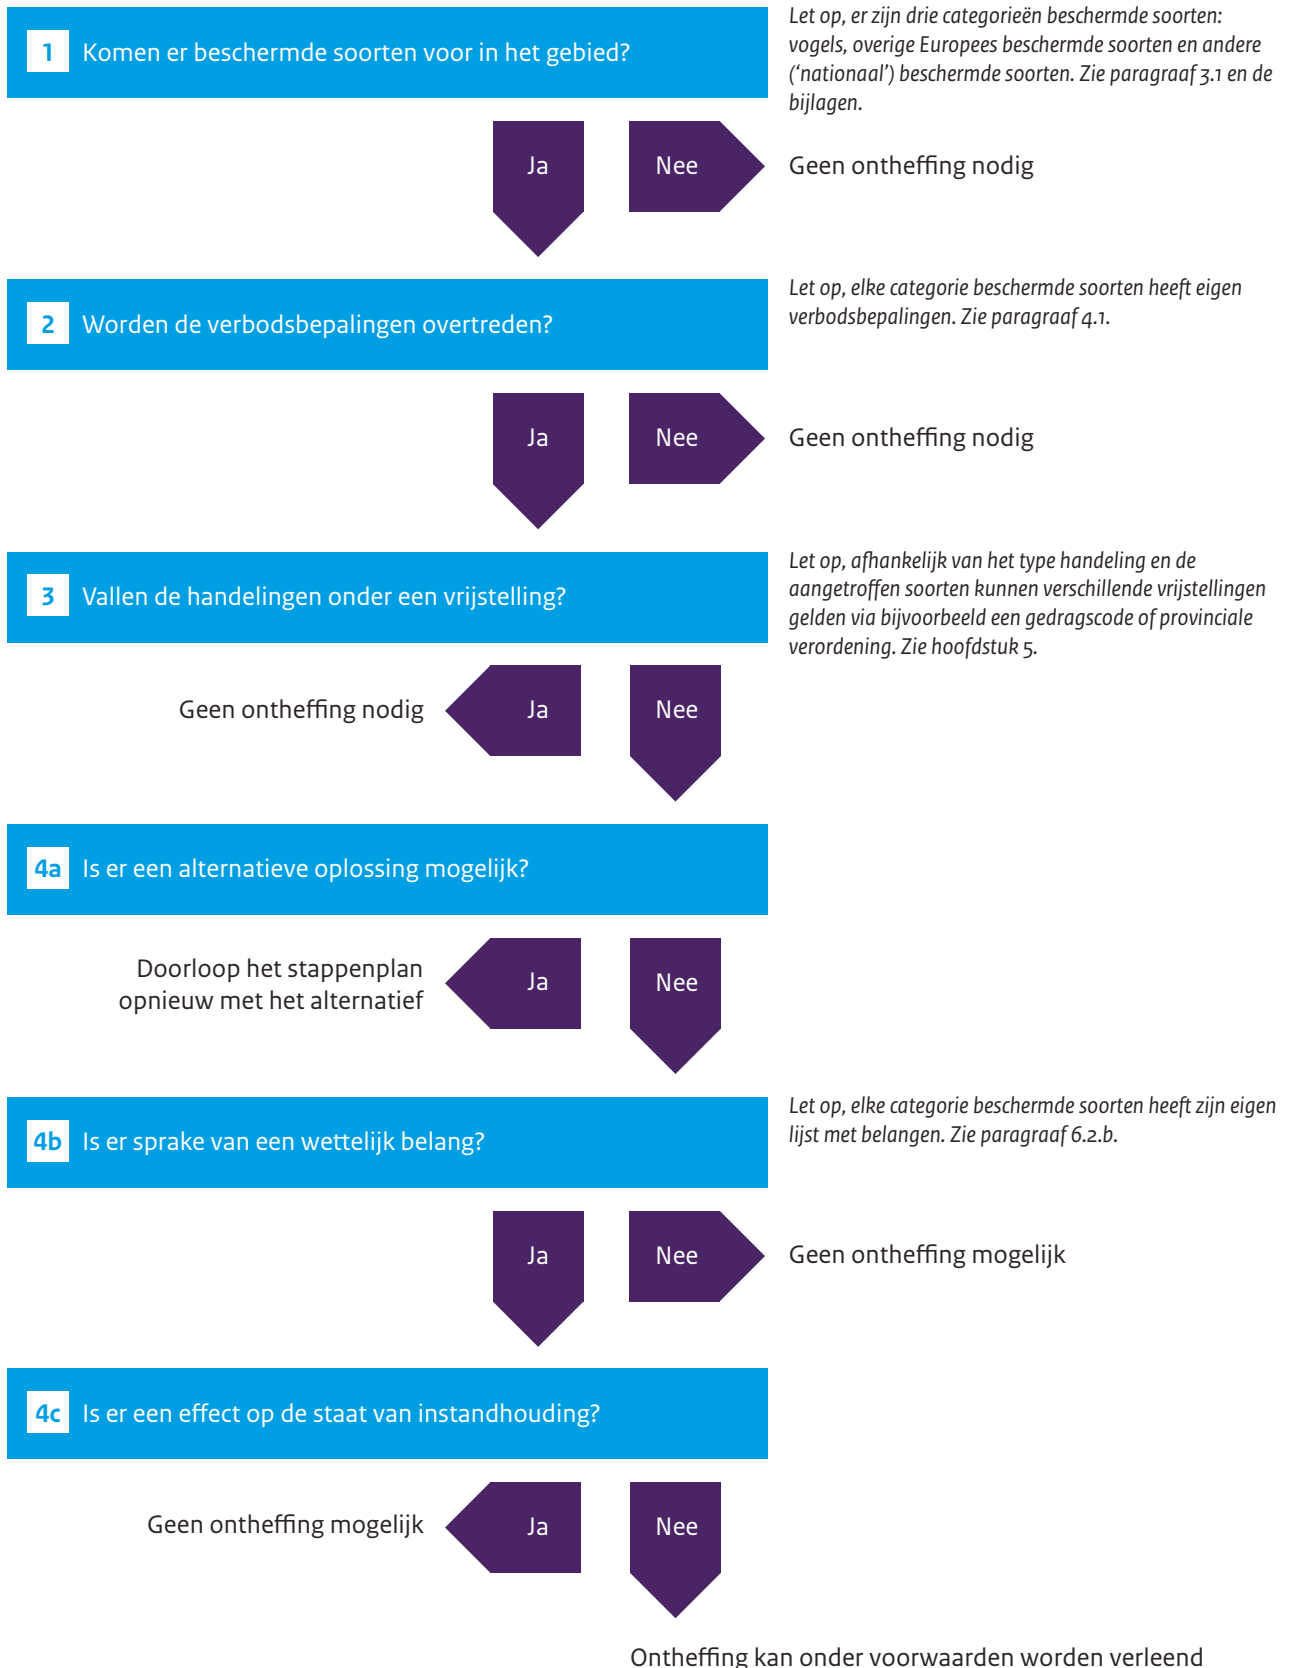 1 Komen er beschermde soorten voor in het gebied?
Let op, er zijn drie categorieën beschermde soorten:
vogels, overige Europees beschermde soorten en andere
(‘nationaal’) beschermde soorten. Zie paragraaf 3.1 en de
bijlagen.
Ja
Nee
Geen ontheffing nodig
2 Worden de verbodsbepalingen overtreden?
Let op, elke categorie beschermde soorten heeft eigen
verbodsbepalingen. Zie paragraaf 4.1.
Ja
Nee
Geen ontheffing nodig
3 Vallen de handelingen onder een vrijstelling?
Let op, afhankelijk van het type handeling en de
aangetroffen soorten kunnen verschillende vrijstellingen
gelden via bijvoorbeeld een gedragscode of provinciale
verordening. Zie hoofdstuk 5.
Geen ontheffing nodig
Ja
Nee
4a Is er een alternatieve oplossing mogelijk?
Doorloop het stappenplan
opnieuw met het alternatief
Ja
Nee
4b Is er sprake van een wettelijk belang?
Let op, elke categorie beschermde soorten heeft zijn eigen
lijst met belangen. Zie paragraaf 6.2.b.
Ja
Nee
Geen ontheffing mogelijk
4c Is er een effect op de staat van instandhouding?
Geen ontheffing mogelijk
Ja
Nee
Ontheffing kan onder voorwaarden worden verleend